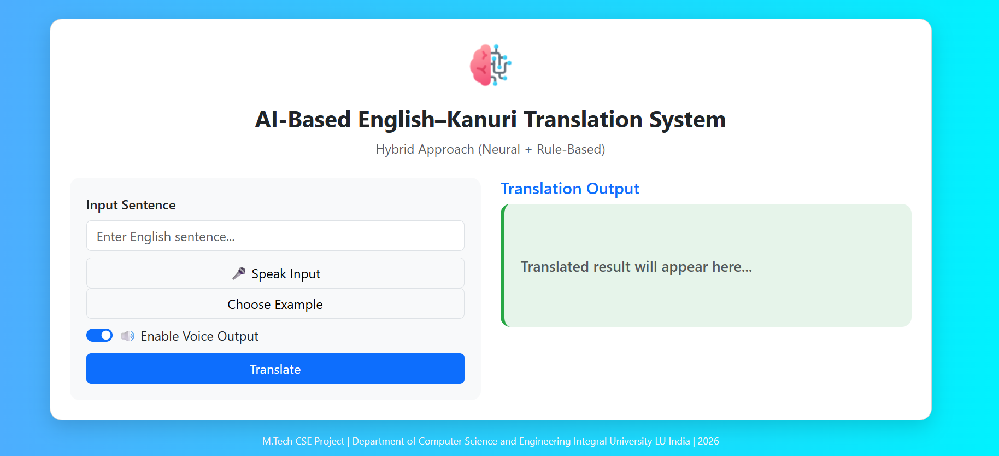 AI-Based English–Kanuri Translation System
Hybrid Approach (Neural + Rule-Based)
Input Sentence
Enter English sentence...
Speak Input
Choose Example
Enable Voice Output
Translate
Translation Output
Translated result will appear here...
M.Tech CSE Project | Department of Computer Science and Engineering Integral University LU India | 2026